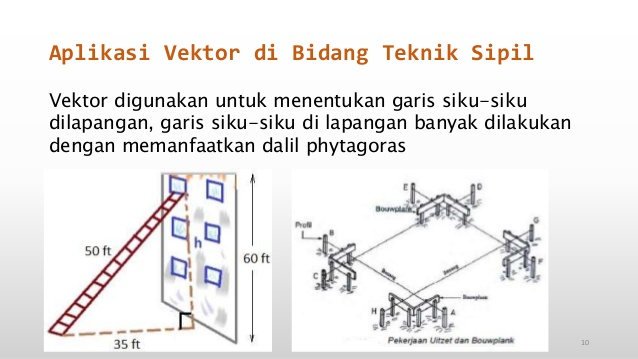 Aplikasi Vektor di Bidang Teknik Sipil
Vektor digunakan untuk menentukan garis siku-siku
dilapangan, garis siku-siku di lapangan banyak dilakukan
dengan memanfaatkan dalil phytagoras
50 ft
h
60 ft
35 ft
E
D
Bouwplank
Profil
B
G
C
F
Benang
Benang
Bouwplank
H
A
Pekerjaan Uitzet dan Bouwplank
10